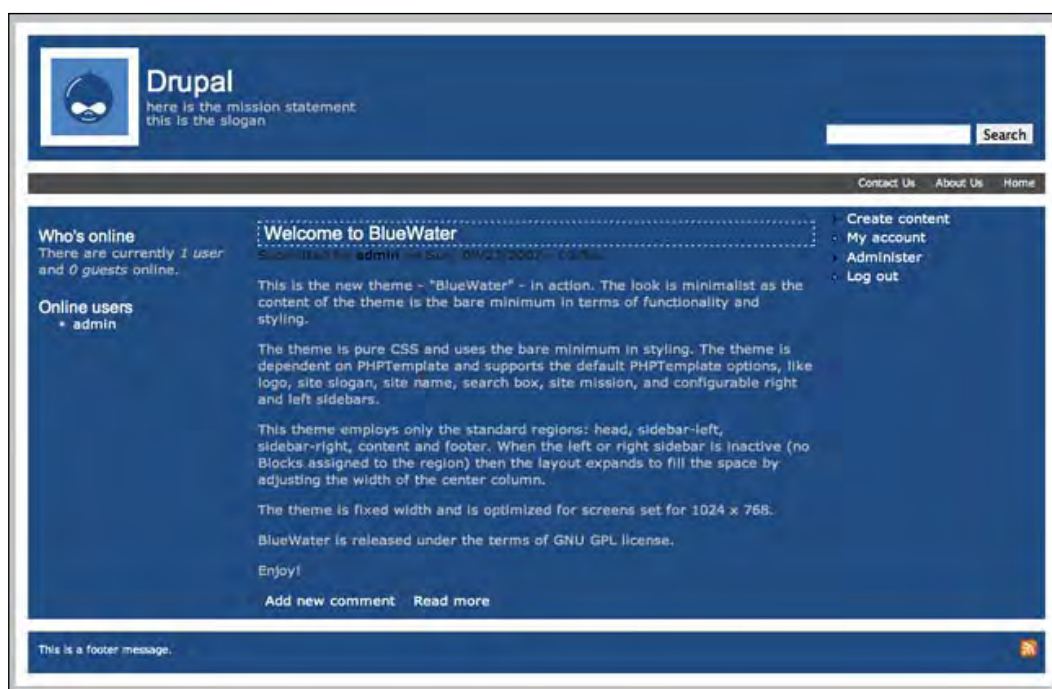 Drupal
here is the mission statement
this is the slogan
Search
Contact Us About Us Home
Who's online
There are currently 1 user
and 0 guests online.
Online users
admin
Welcome to BlueWater
Submitted by admin on Sun,
This is the new theme - "BlueWater" - in action. The look is minimalist as the
content of the theme is the bare minimum in terms of functionality and
styling.
The theme is pure CSS and uses the bare minimum in styling. The theme is
dependent on PHPTemplate and supports the default PHPTemplate options, like
logo, site slogan, site name, search box, site mission, and configurable right
and left sidebars.
This theme employs only the standard regions: head, sidebar-left,
sidebar-right, content and footer. When the left or right sidebar is inactive (no
Blocks assigned to the region) then the layout expands to fill the space by
adjusting the width of the center column.
The theme is fixed width and is optimized for screens set for 1024 x 768.
BlueWater is released under the terms of GNU GPL license.
Enjoy!
Add new comment Read more
Create content
My account
Administer
Log out
This is a footer message.